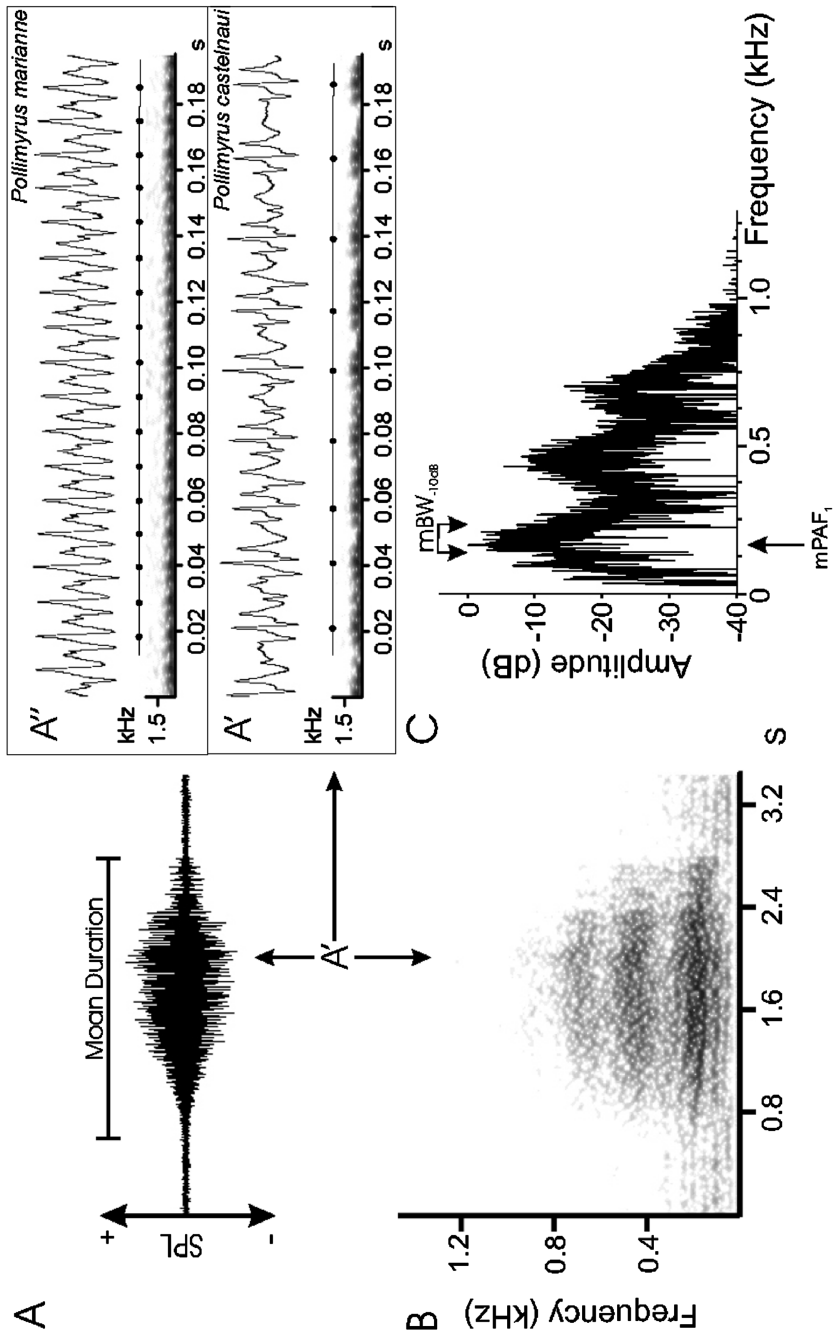 A
+
SPL
-
Moan Duration
A'
B
Frequency (kHz)
1.2
0.8
0.4
0.8 1.6 2.4 3.2 s
A''
Pollimyrus marianne
kHz
1.5
0.02 0.04 0.06 0.08 0.10 0.12 0.14 0.16 0.18 s
A'
Pollimyrus castelnaui
kHz
1.5
0.02 0.04 0.06 0.08 0.10 0.12 0.14 0.16 0.18 s
C
mBW-10dB
Amplitude (dB)
0
-10
-20
-30
-40
0 0.5 1.0
Frequency (kHz)
mPAF1